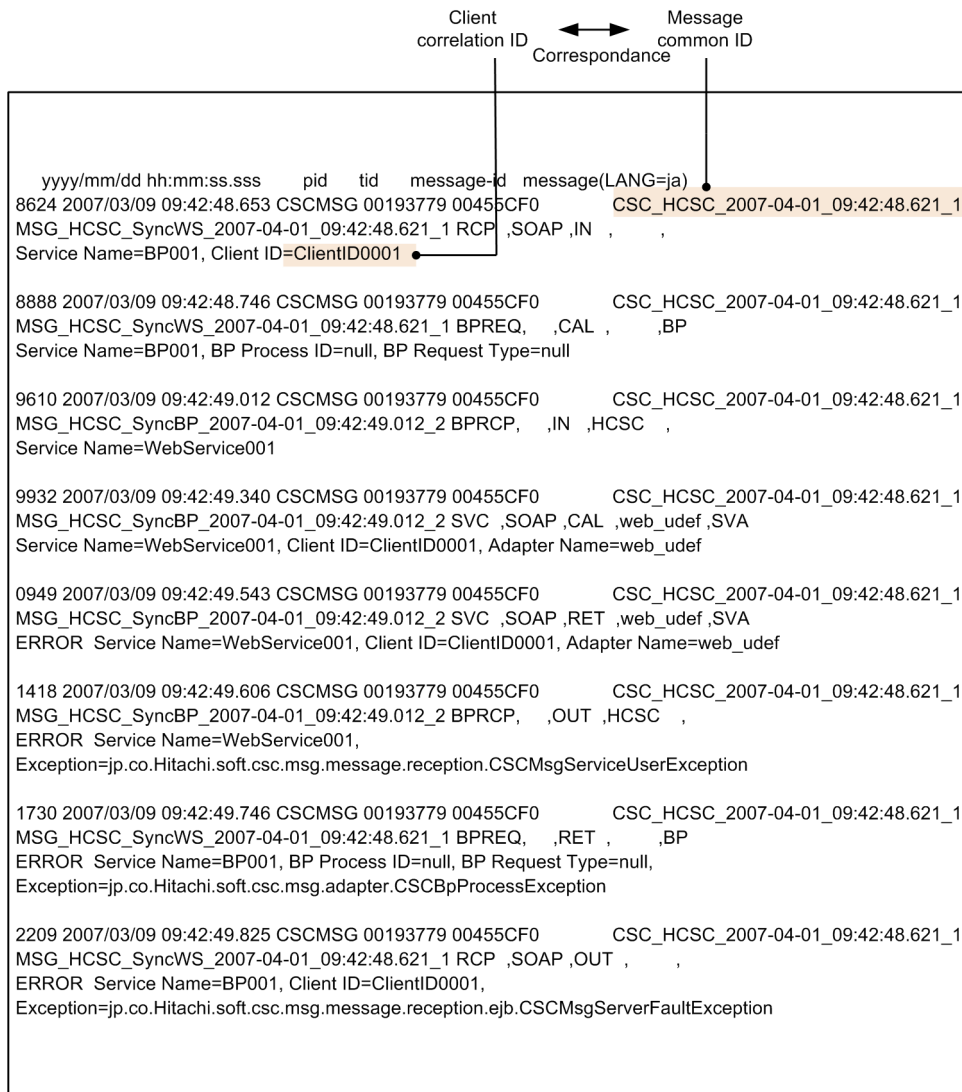 Client
correlation ID
Correspondance
Message
common ID
yyyy/mm/dd hh:mm:ss.sss pid tid message-id message(LANG=ja)
8624 2007/03/09 09:42:48.653 CSCMSG 00193779 00455CF0 CSC_HCSC_2007-04-01_09:42:48.621_1
MSG_HCSC_SyncWS_2007-04-01_09:42:48.621_1 RCP ,SOAP ,IN , ,
Service Name=BP001, Client ID=ClientID0001
8888 2007/03/09 09:42:48.746 CSCMSG 00193779 00455CF0 CSC_HCSC_2007-04-01_09:42:48.621_1
MSG_HCSC_SyncWS_2007-04-01_09:42:48.621_1 BPREQ, ,CAL , ,BP
Service Name=BP001, BP Process ID=null, BP Request Type=null
9610 2007/03/09 09:42:49.012 CSCMSG 00193779 00455CF0 CSC_HCSC_2007-04-01_09:42:48.621_1
MSG_HCSC_SyncBP_2007-04-01_09:42:49.012_2 BPRCP, ,IN ,HCSC ,
Service Name=WebService001
9932 2007/03/09 09:42:49.340 CSCMSG 00193779 00455CF0 CSC_HCSC_2007-04-01_09:42:48.621_1
MSG_HCSC_SyncBP_2007-04-01_09:42:49.012_2 SVC ,SOAP ,CAL ,web_udef ,SVA
Service Name=WebService001, Client ID=ClientID0001, Adapter Name=web_udef
0949 2007/03/09 09:42:49.543 CSCMSG 00193779 00455CF0 CSC_HCSC_2007-04-01_09:42:48.621_1
MSG_HCSC_SyncBP_2007-04-01_09:42:49.012_2 SVC ,SOAP ,RET ,web_udef ,SVA
ERROR Service Name=WebService001, Client ID=ClientID0001, Adapter Name=web_udef
1418 2007/03/09 09:42:49.606 CSCMSG 00193779 00455CF0 CSC_HCSC_2007-04-01_09:42:48.621_1
MSG_HCSC_SyncBP_2007-04-01_09:42:49.012_2 BPRCP, ,OUT ,HCSC ,
ERROR Service Name=WebService001,
Exception=jp.co.Hitachi.soft.csc.msg.message.reception.CSCMsgServiceUserException
1730 2007/03/09 09:42:49.746 CSCMSG 00193779 00455CF0 CSC_HCSC_2007-04-01_09:42:48.621_1
MSG_HCSC_SyncWS_2007-04-01_09:42:48.621_1 BPREQ, ,RET , ,BP
ERROR Service Name=BP001, BP Process ID=null, BP Request Type=null,
Exception=jp.co.Hitachi.soft.csc.msg.adapter.CSCBpProcessException
2209 2007/03/09 09:42:49.825 CSCMSG 00193779 00455CF0 CSC_HCSC_2007-04-01_09:42:48.621_1
MSG_HCSC_SyncWS_2007-04-01_09:42:48.621_1 RCP ,SOAP ,OUT , ,
ERROR Service Name=BP001, Client ID=ClientID0001,
Exception=jp.co.Hitachi.soft.csc.msg.message.reception.ejb.CSCMsgServerFaultException